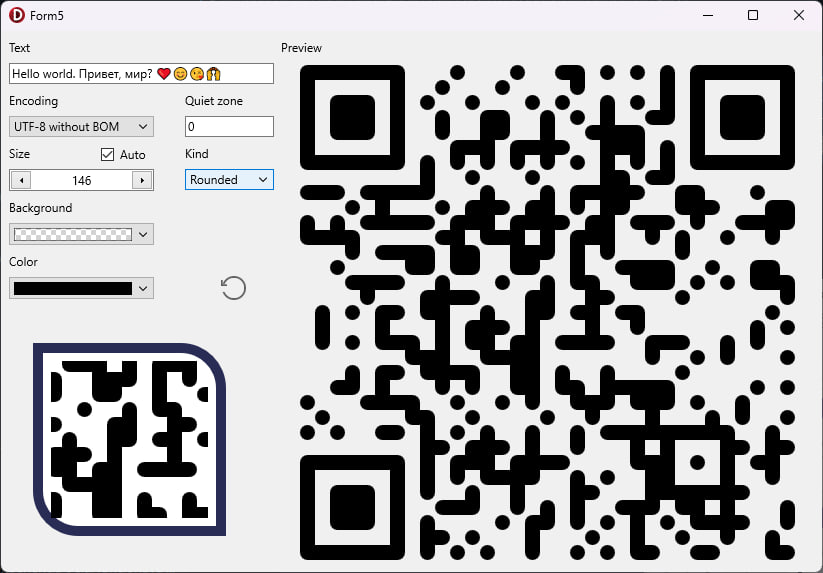 Form5
Text
Preview
Hello world. Привет, мир? ❤😊😘🙌
Encoding
Quiet zone
UTF-8 without BOM
0
Size
Auto
Kind
146
Rounded
Background
Color